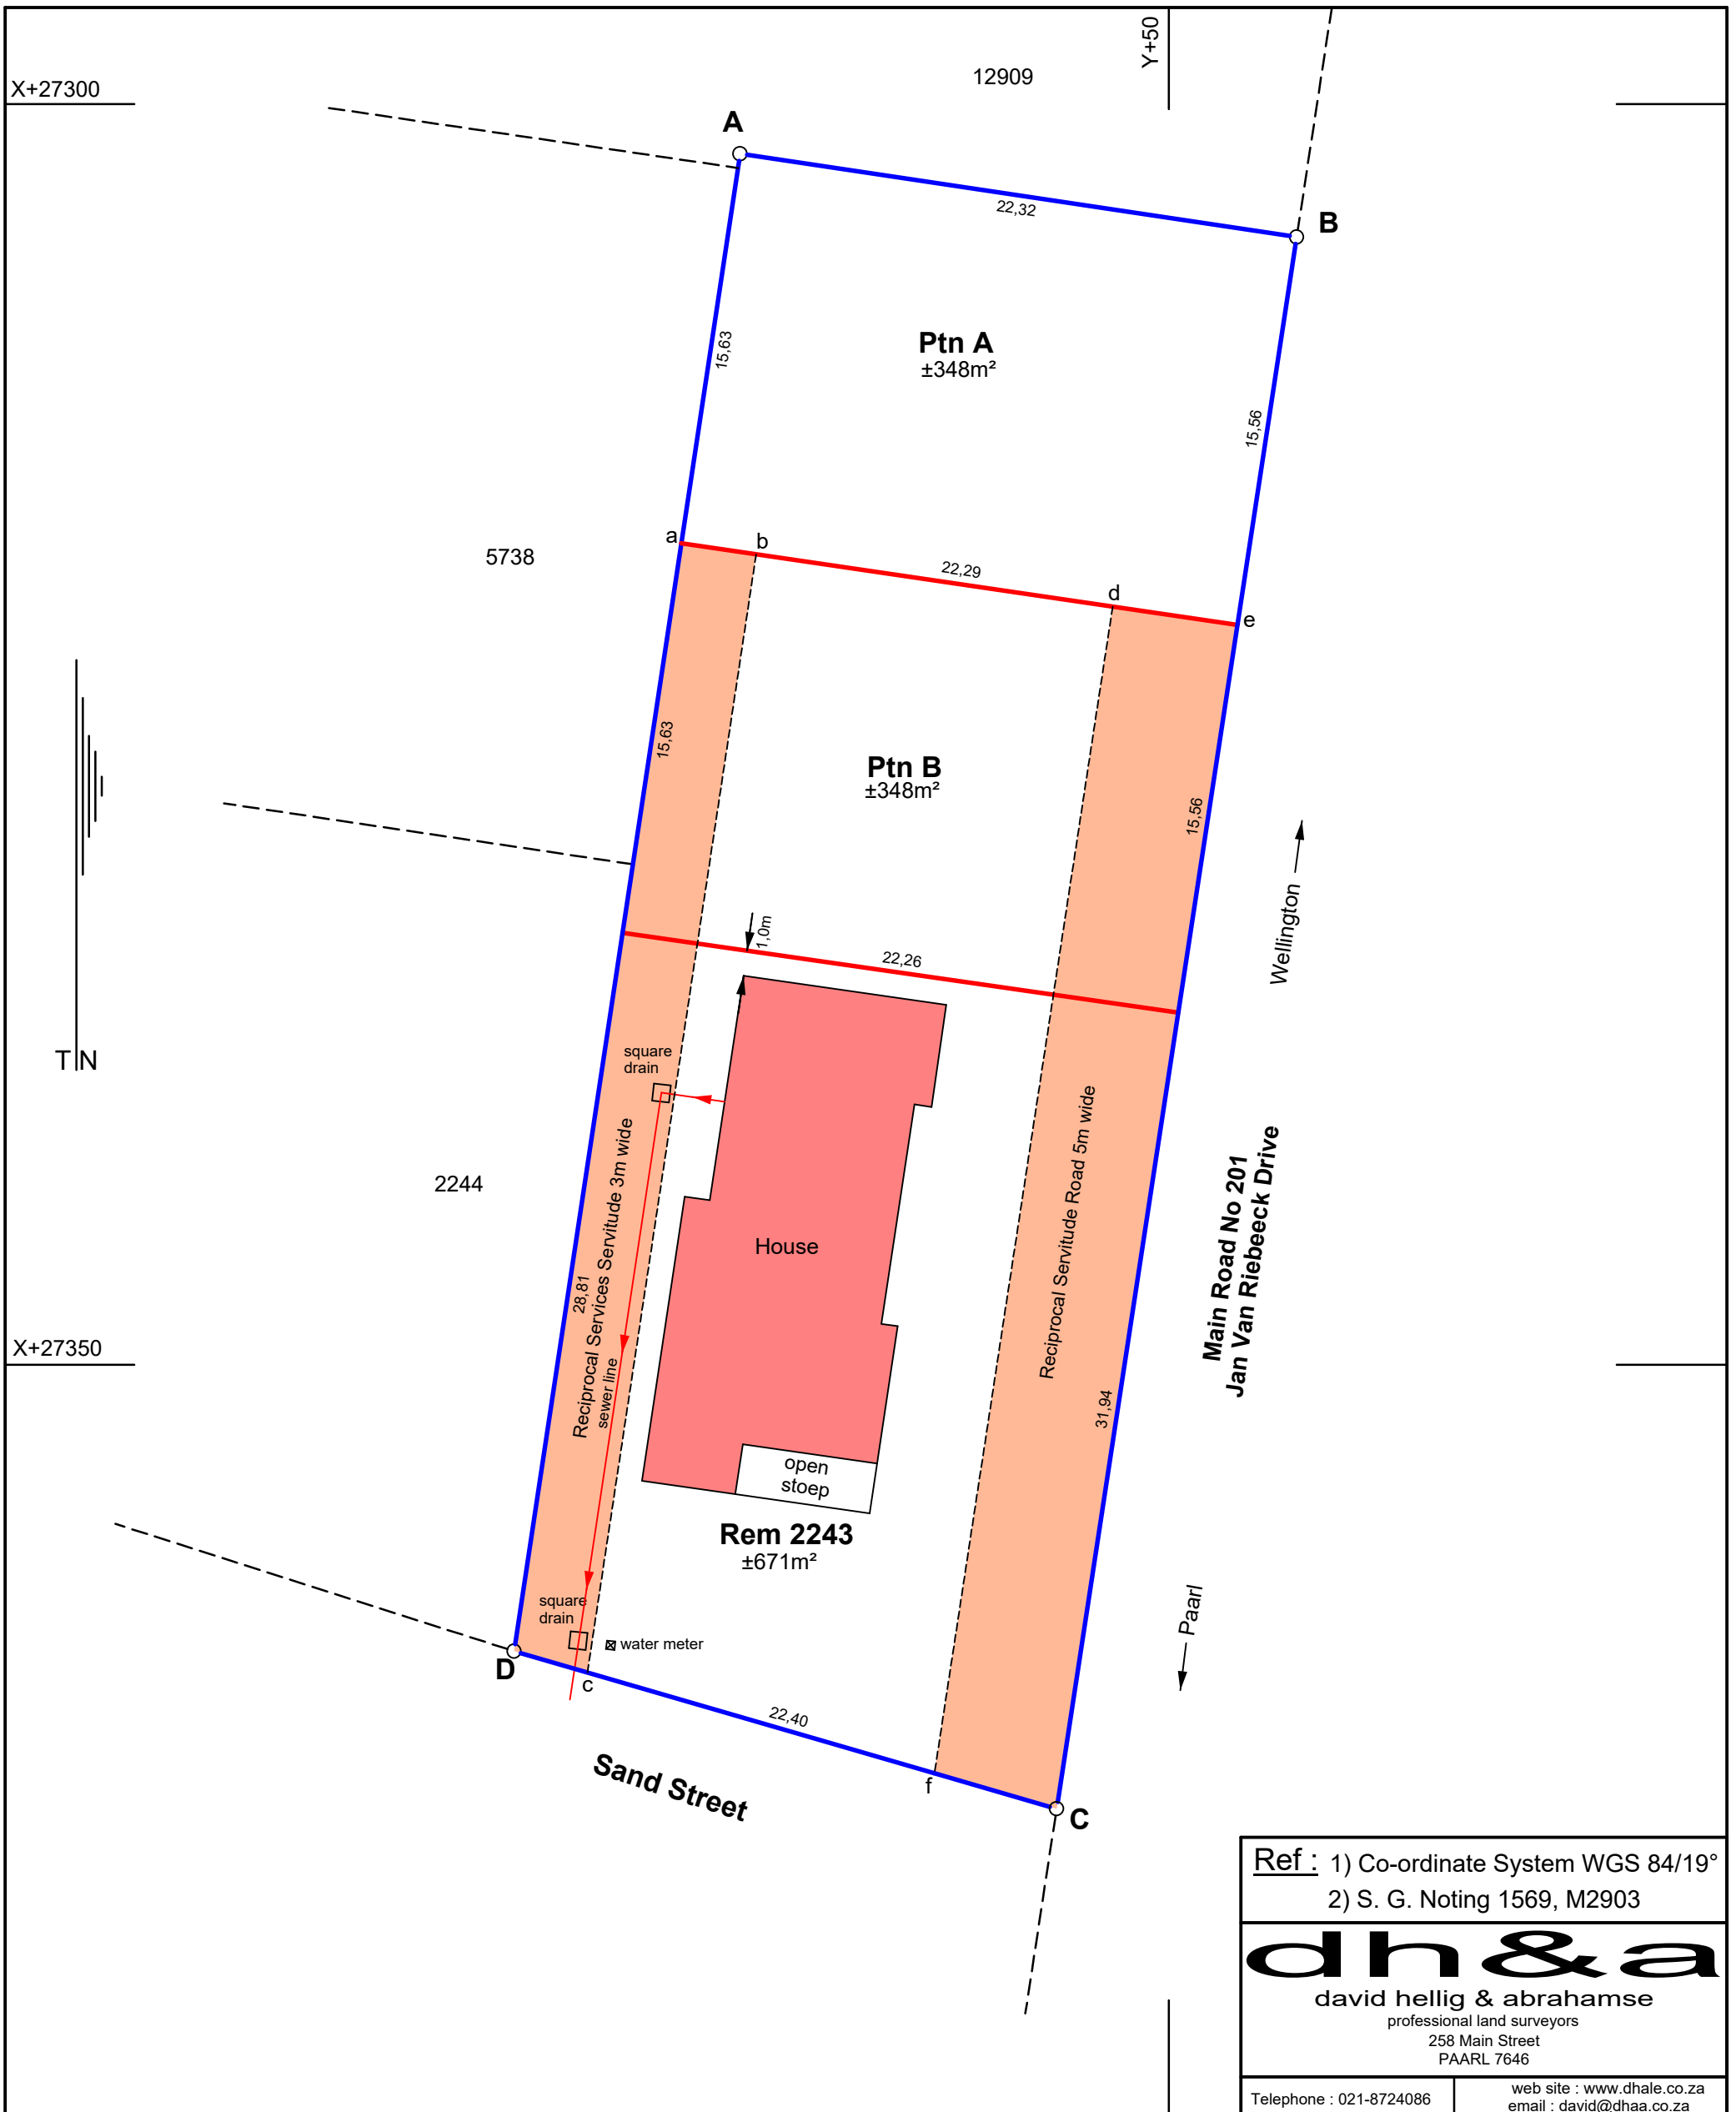 Y+50
12909
X+27300
A
22,32
B
15,63
Ptn A
±348m²
15,56
a
b
5738
22,29
d
e
15,63
Ptn B
±348m²
15,56
Wellington
1,0m
22,26
T N
square
drain
2244
28,81
Reciprocal Services Servitude 3m wide
sewer line
House
Reciprocal Servitude Road 5m wide
Main Road No 201
Jan Van Riebeeck Drive
X+27350
31,94
open
stoep
Rem 2243
±671m²
square
drain
water meter
Paarl
D
c
22,40
Sand Street
f
C
Ref : 1) Co-ordinate System WGS 84/19°
2) S. G. Noting 1569, M2903
dh&a
david hellig & abrahamse
professional land surveyors
258 Main Street
PAARL 7646
Telephone : 021-8724086
web site : www.dhale.co.za
email : david@dhaa.co.za